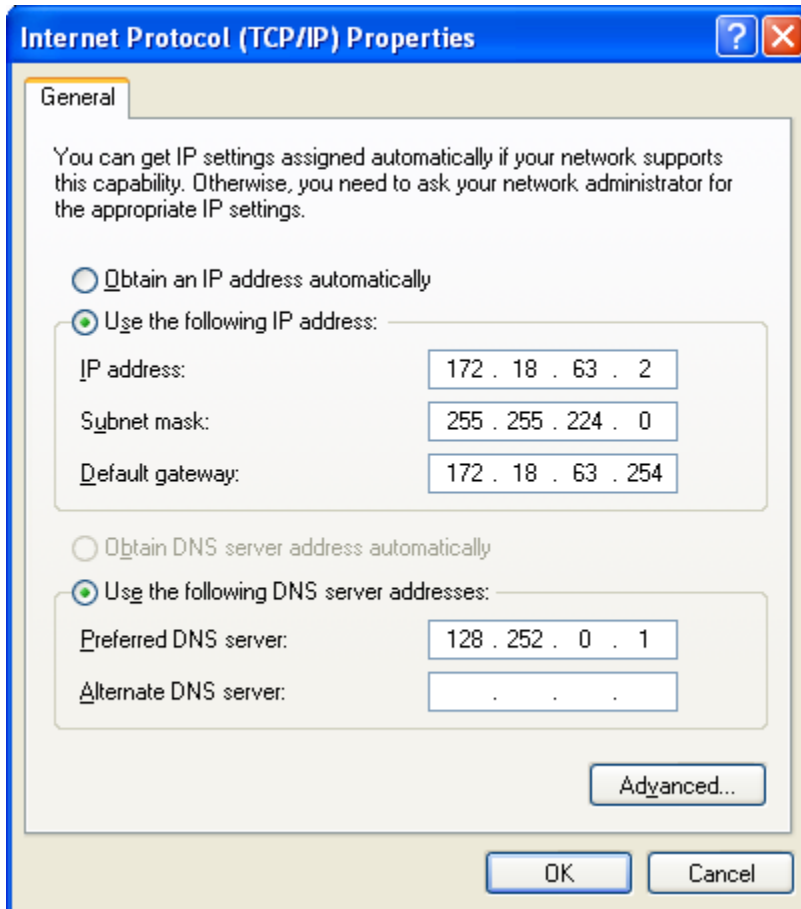 Internet Protocol (TCP/IP) Properties
?
General
You can get IP settings assigned automatically if your network supports
this capability. Otherwise, you need to ask your network administrator for
the appropriate IP settings.
Obtain an IP address automatically
Use the following IP address:
IP address: 172 . 18 . 63 . 2
Subnet mask: 255 . 255 . 224 . 0
Default gateway: 172 . 18 . 63 . 254
Obtain DNS server address automatically
Use the following DNS server addresses:
Preferred DNS server: 128 . 252 . 0 . 1
Alternate DNS server: . . .
Advanced...
OK Cancel